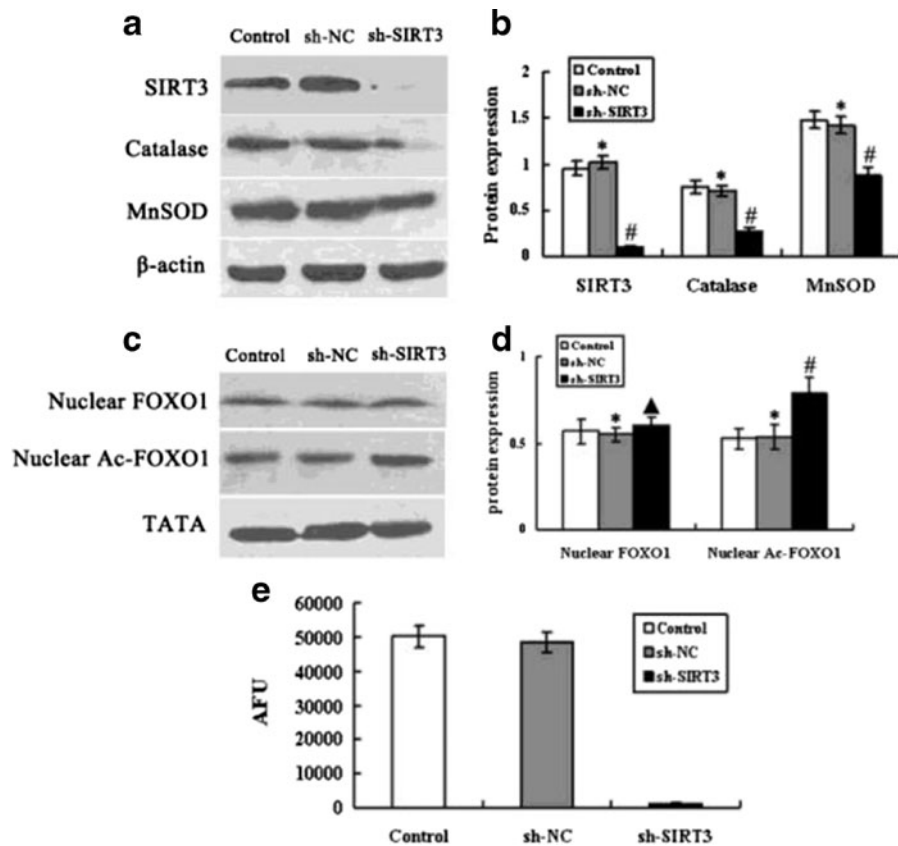 a
Control sh-NC sh-SIRT3
SIRT3
Catalase
MnSOD
β-actin
b
Protein expression
2
1.5
1
0.5
0
Control
sh-NC
sh-SIRT3
* # * # * #
SIRT3 Catalase MnSOD
c
Control sh-NC sh-SIRT3
Nuclear FOXO1
Nuclear Ac-FOXO1
TATA
d
protein expression
1
0.5
0
Control
sh-NC
sh-SIRT3
* ▲ * #
Nuclear FOXO1 Nuclear Ac-FOXO1
e
AFU
60000
50000
40000
30000
20000
10000
0
Control
sh-NC
sh-SIRT3
Control sh-NC sh-SIRT3